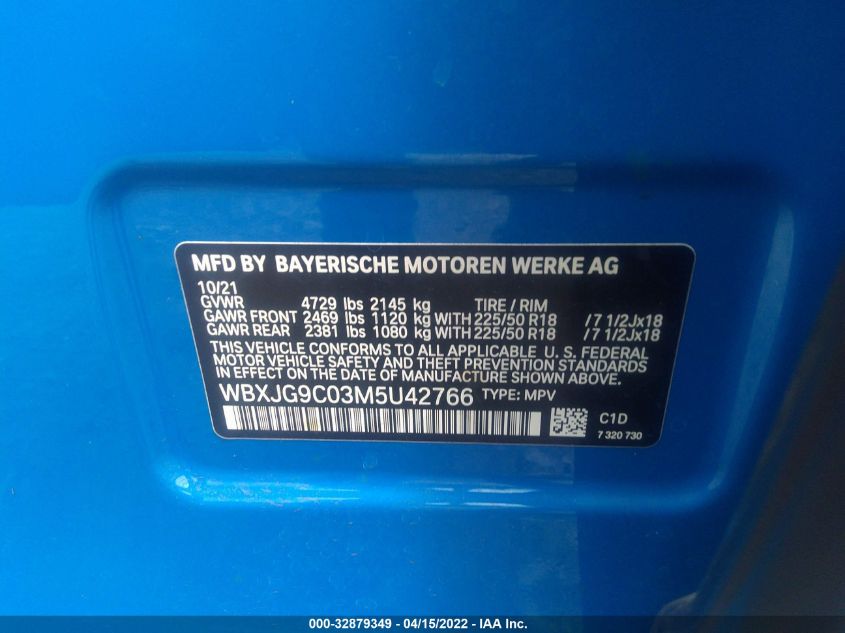 MFD BY BAYERISCHE MOTOREN WERKE AG
10/21
GVWR 4729 lbs 2145 kg TIRE / RIM
GAWR FRONT 2469 lbs 1120 kg WITH 225/50 R18 /7 1/2Jx18
GAWR REAR 2381 lbs 1080 kg WITH 225/50 R18 /7 1/2Jx18
THIS VEHICLE CONFORMS TO ALL APPLICABLE U. S. FEDERAL
MOTOR VEHICLE SAFETY AND THEFT PREVENTION STANDARDS
IN EFFECT ON THE DATE OF MANUFACTURE SHOWN ABOVE.
WBXJG9C03M5U42766 TYPE: MPV
C1D
7 320 730
000-32879349 - 04/15/2022 - IAA Inc.